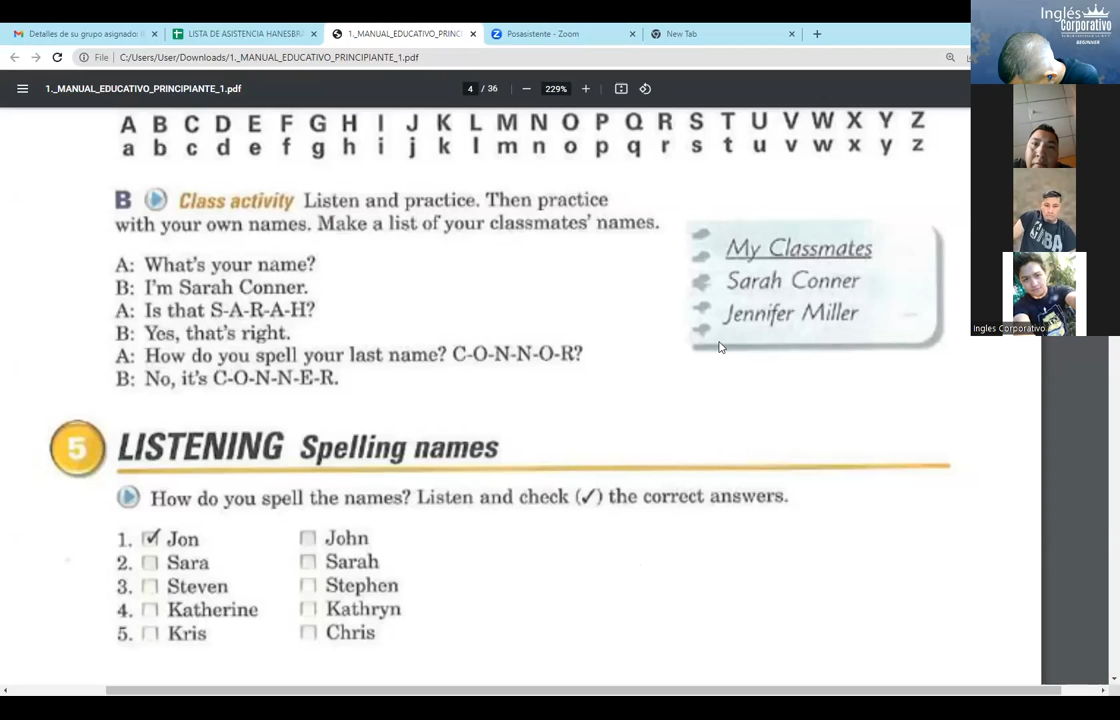 Detalles de su grupo asignado
LISTA DE ASISTENCIA HANESBRA
1._MANUAL_EDUCATIVO_PRINCIPI
Posasistente - Zoom
New Tab
File
C:/Users/User/Downloads/1._MANUAL_EDUCATIVO_PRINCIPIANTE_1.pdf
1._MANUAL_EDUCATIVO_PRINCIPIANTE_1.pdf
4 / 36
229%
Inglés
Corporativo
BEGINNER
Ingles Corporativo
A B C D E F G H I J K L M N O P Q R S T U V W X Y Z
a b c d e f g h i j k l m n o p q r s t u v w x y z
B Class activity Listen and practice. Then practice
with your own names. Make a list of your classmates' names.
A: What's your name?
B: I'm Sarah Conner.
A: Is that S-A-R-A-H?
B: Yes, that's right.
A: How do you spell your last name? C-O-N-N-O-R?
B: No, it's C-O-N-N-E-R.
My Classmates
Sarah Conner
Jennifer Miller
5 LISTENING Spelling names
How do you spell the names? Listen and check (✓) the correct answers.
1. ✓ Jon John
2. Sara Sarah
3. Steven Stephen
4. Katherine Kathryn
5. Kris Chris